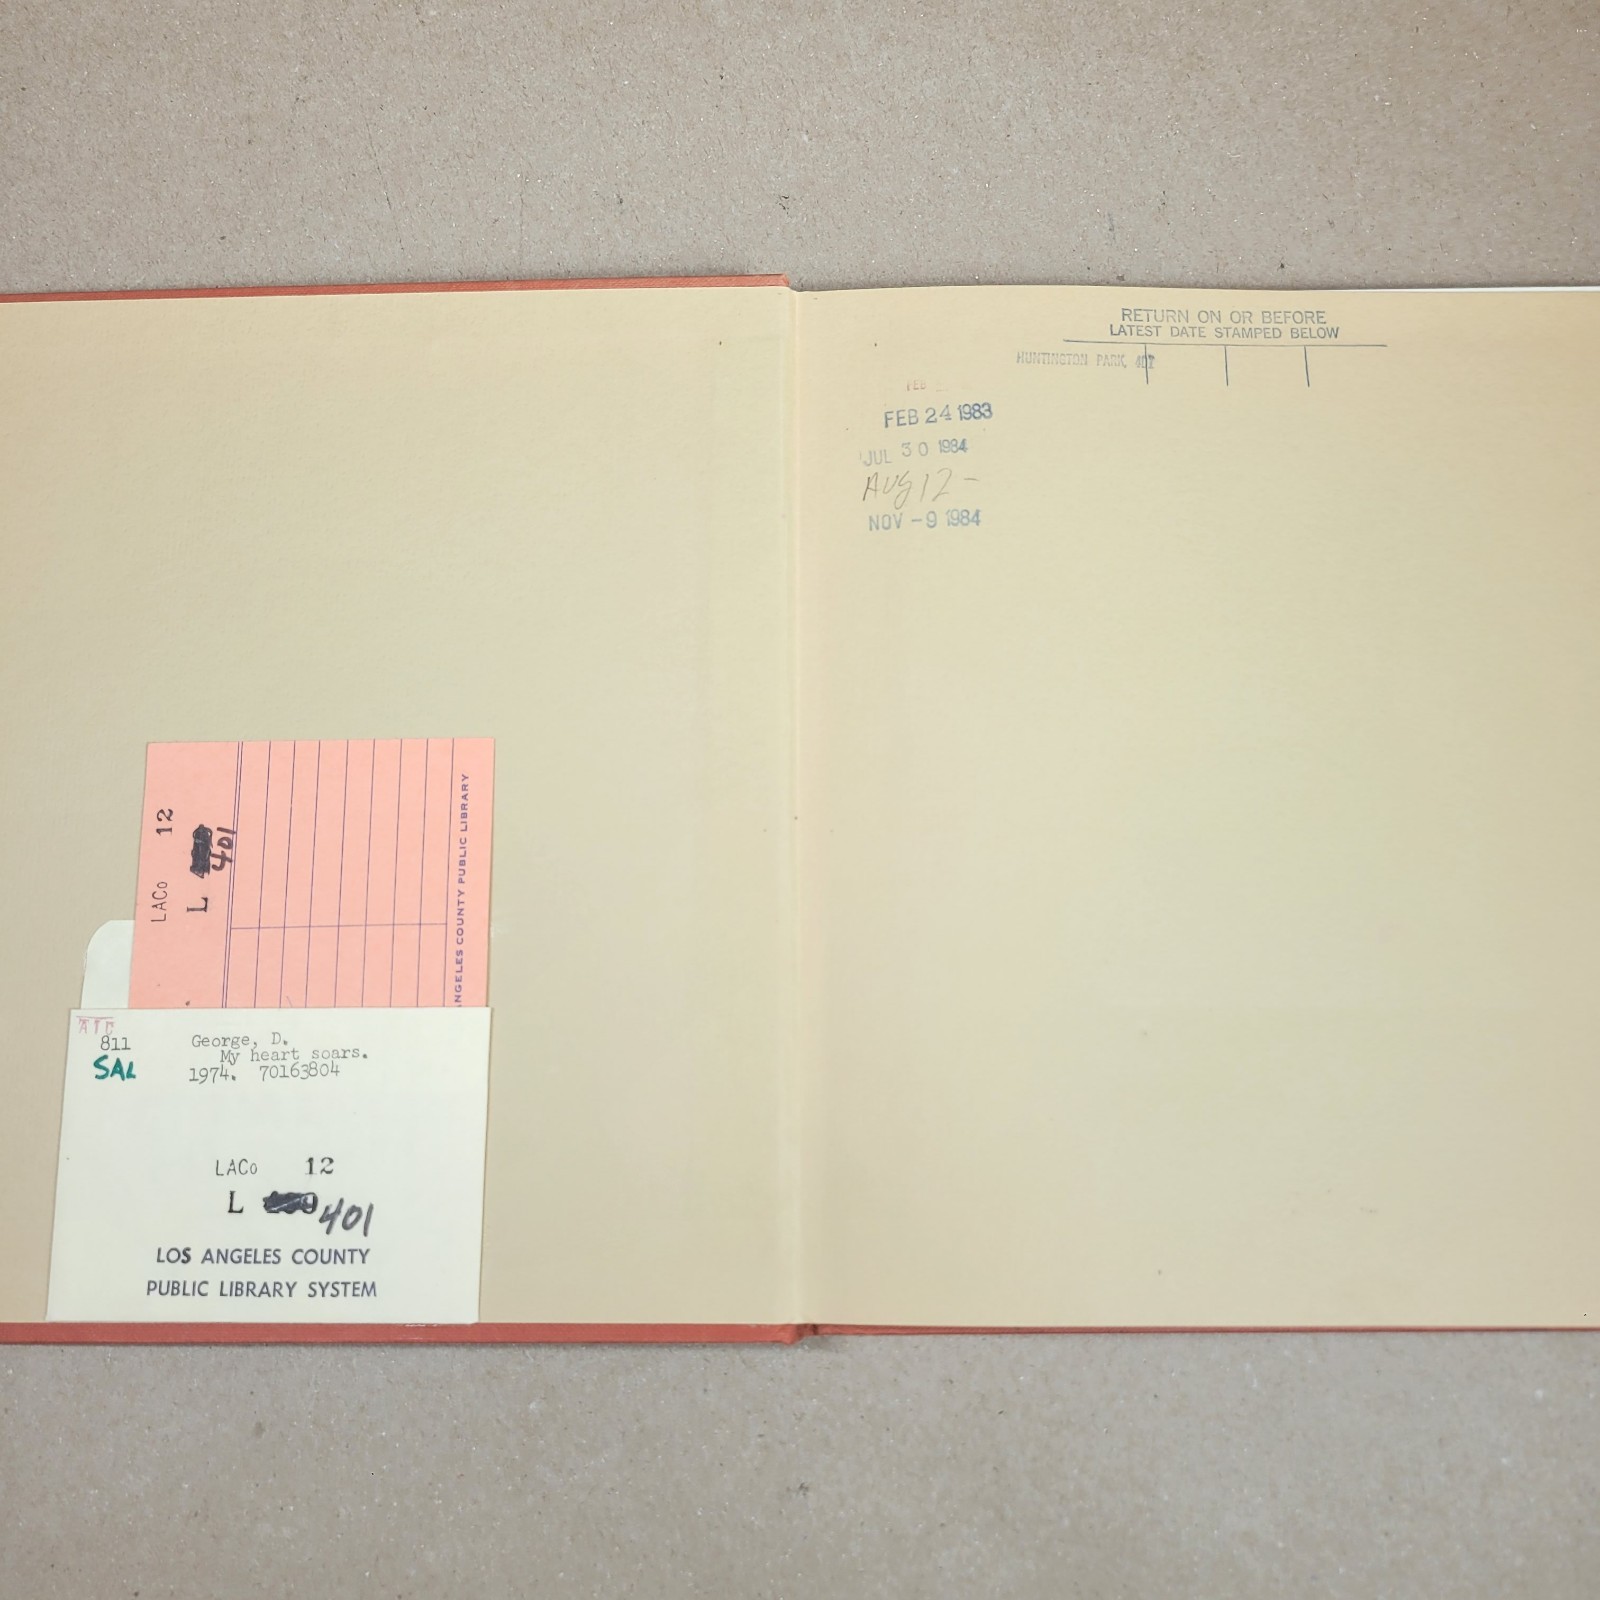 RETURN ON OR BEFORE
LATEST DATE STAMPED BELOW
HUNTINGTON PARK,
FEB
FEB 24 1983
JUL 30 1984
AUG 12 -
NOV - 9 1984
LACo 12
L 401
ANGELES COUNTY PUBLIC LIBRARY
ATC
811
SAL
George, D.
My heart soars.
1974. 70163804
LACo 12
L 401
LOS ANGELES COUNTY
PUBLIC LIBRARY SYSTEM